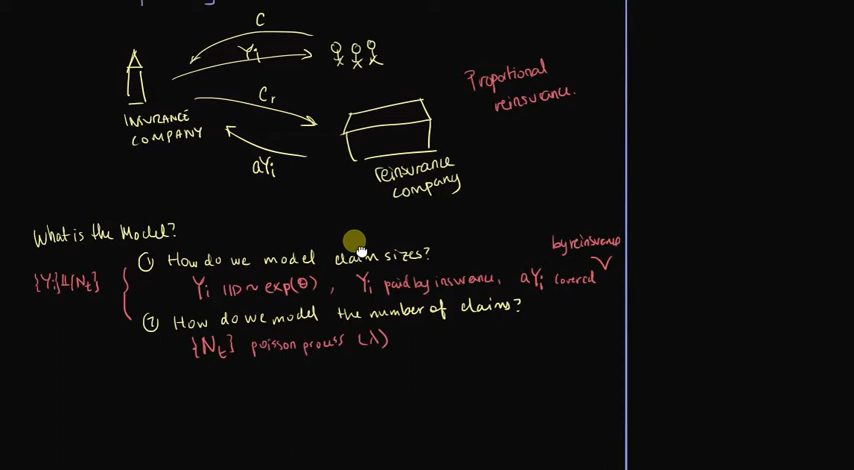 C
Yi
INSURANCE
COMPANY
Cr
aYi
reinsurance
company
Proportional
reinsurance.
What is the Model?
① How do we model claim sizes?
by reinsurance
{Yi}⫫{Nt}
Yi IID ~ exp(θ), Yi paid by insurance, aYi covered
② How do we model the number of claims?
{Nt} poisson process (λ)